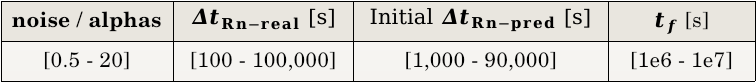 noise / alphas Δt_Rn−real [s] Initial Δt_Rn−pred [s] t_f [s]
[0.5 - 20] [100 - 100,000] [1,000 - 90,000] [1e6 - 1e7]